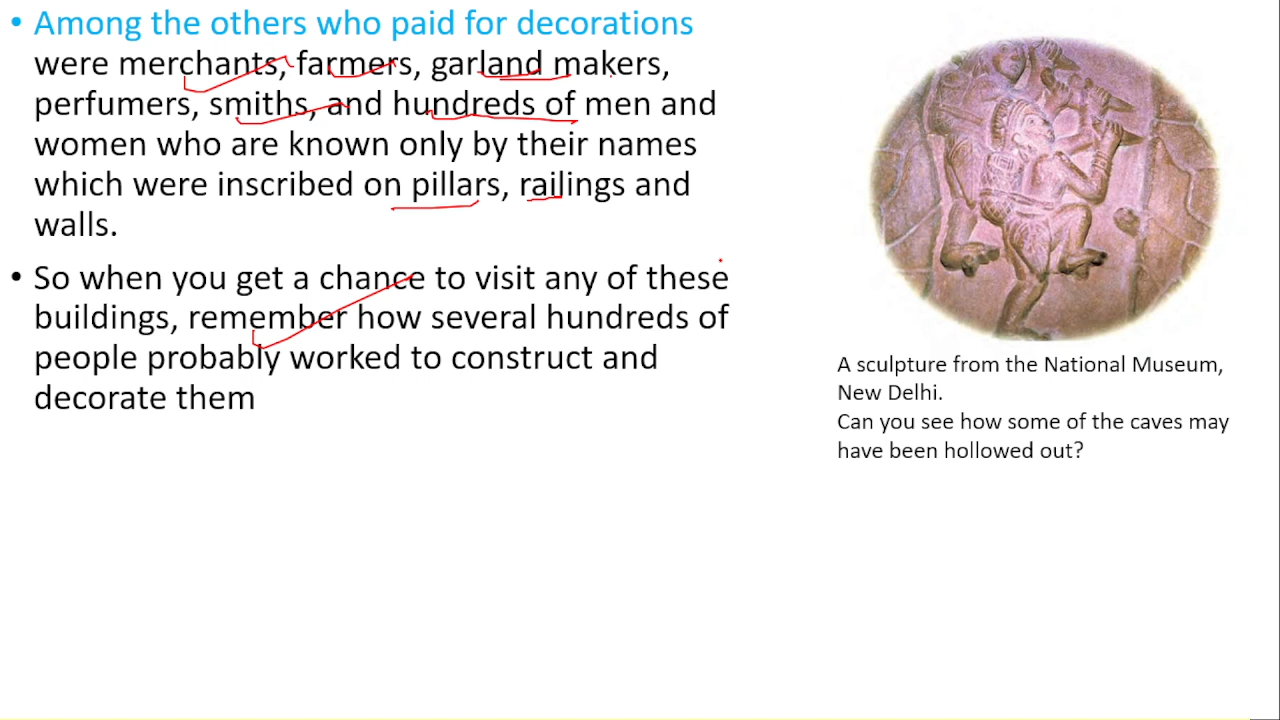 • Among the others who paid for decorations
were merchants, farmers, garland makers,
perfumers, smiths, and hundreds of men and
women who are known only by their names
which were inscribed on pillars, railings and
walls.
• So when you get a chance to visit any of these
buildings, remember how several hundreds of
people probably worked to construct and
decorate them
A sculpture from the National Museum,
New Delhi.
Can you see how some of the caves may
have been hollowed out?